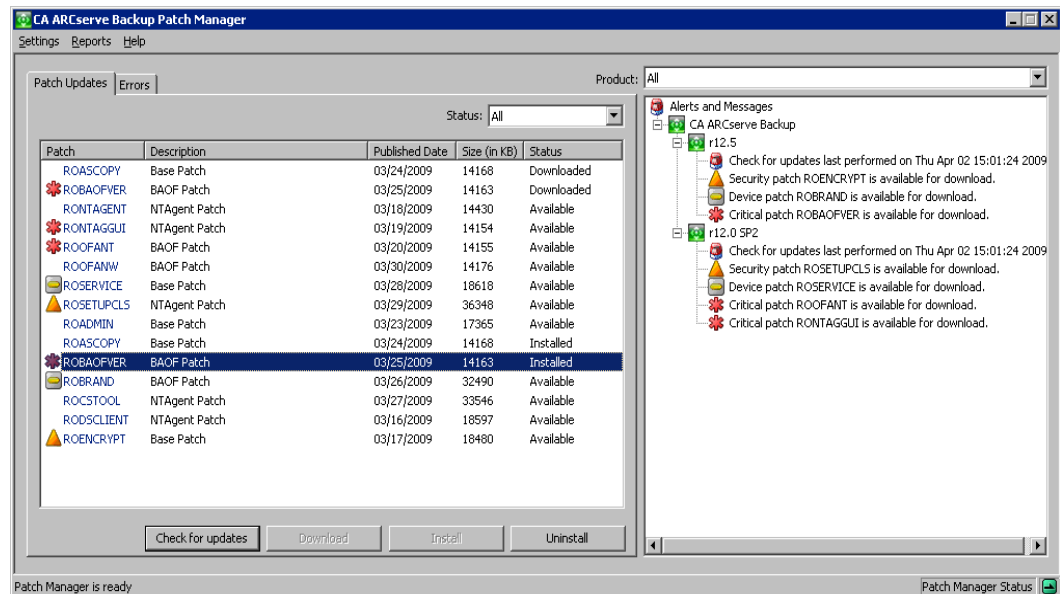 CA ARCserve Backup Patch Manager
Settings Reports Help
Patch Updates Errors
Product: All
Status: All
Patch Description Published Date Size (in KB) Status
ROASCOPY Base Patch 03/24/2009 14168 Downloaded
ROBAOFVER BAOF Patch 03/25/2009 14163 Downloaded
RONTAGENT NTAgent Patch 03/18/2009 14430 Available
RONTAGGUI NTAgent Patch 03/19/2009 14154 Available
ROOFANT BAOF Patch 03/20/2009 14155 Available
ROOFANW BAOF Patch 03/30/2009 14176 Available
ROSERVICE Base Patch 03/28/2009 18618 Available
ROSETUPCLS NTAgent Patch 03/29/2009 36348 Available
ROADMIN Base Patch 03/23/2009 17365 Available
ROASCOPY Base Patch 03/24/2009 14168 Installed
ROBAOFVER BAOF Patch 03/25/2009 14163 Installed
ROBRAND BAOF Patch 03/26/2009 32490 Available
ROCSTOOL NTAgent Patch 03/27/2009 33546 Available
RODSCLIENT NTAgent Patch 03/16/2009 18597 Available
ROENCRYPT Base Patch 03/17/2009 18480 Available
Check for updates Download Install Uninstall
Alerts and Messages
CA ARCserve Backup
r12.5
Check for updates last performed on Thu Apr 02 15:01:24 2009
Security patch ROENCRYPT is available for download.
Device patch ROBRAND is available for download.
Critical patch ROBAOFVER is available for download.
r12.0 SP2
Check for updates last performed on Thu Apr 02 15:01:24 2009
Security patch ROSETUPCLS is available for download.
Device patch ROSERVICE is available for download.
Critical patch ROOFANT is available for download.
Critical patch RONTAGGUI is available for download.
Patch Manager is ready
Patch Manager Status